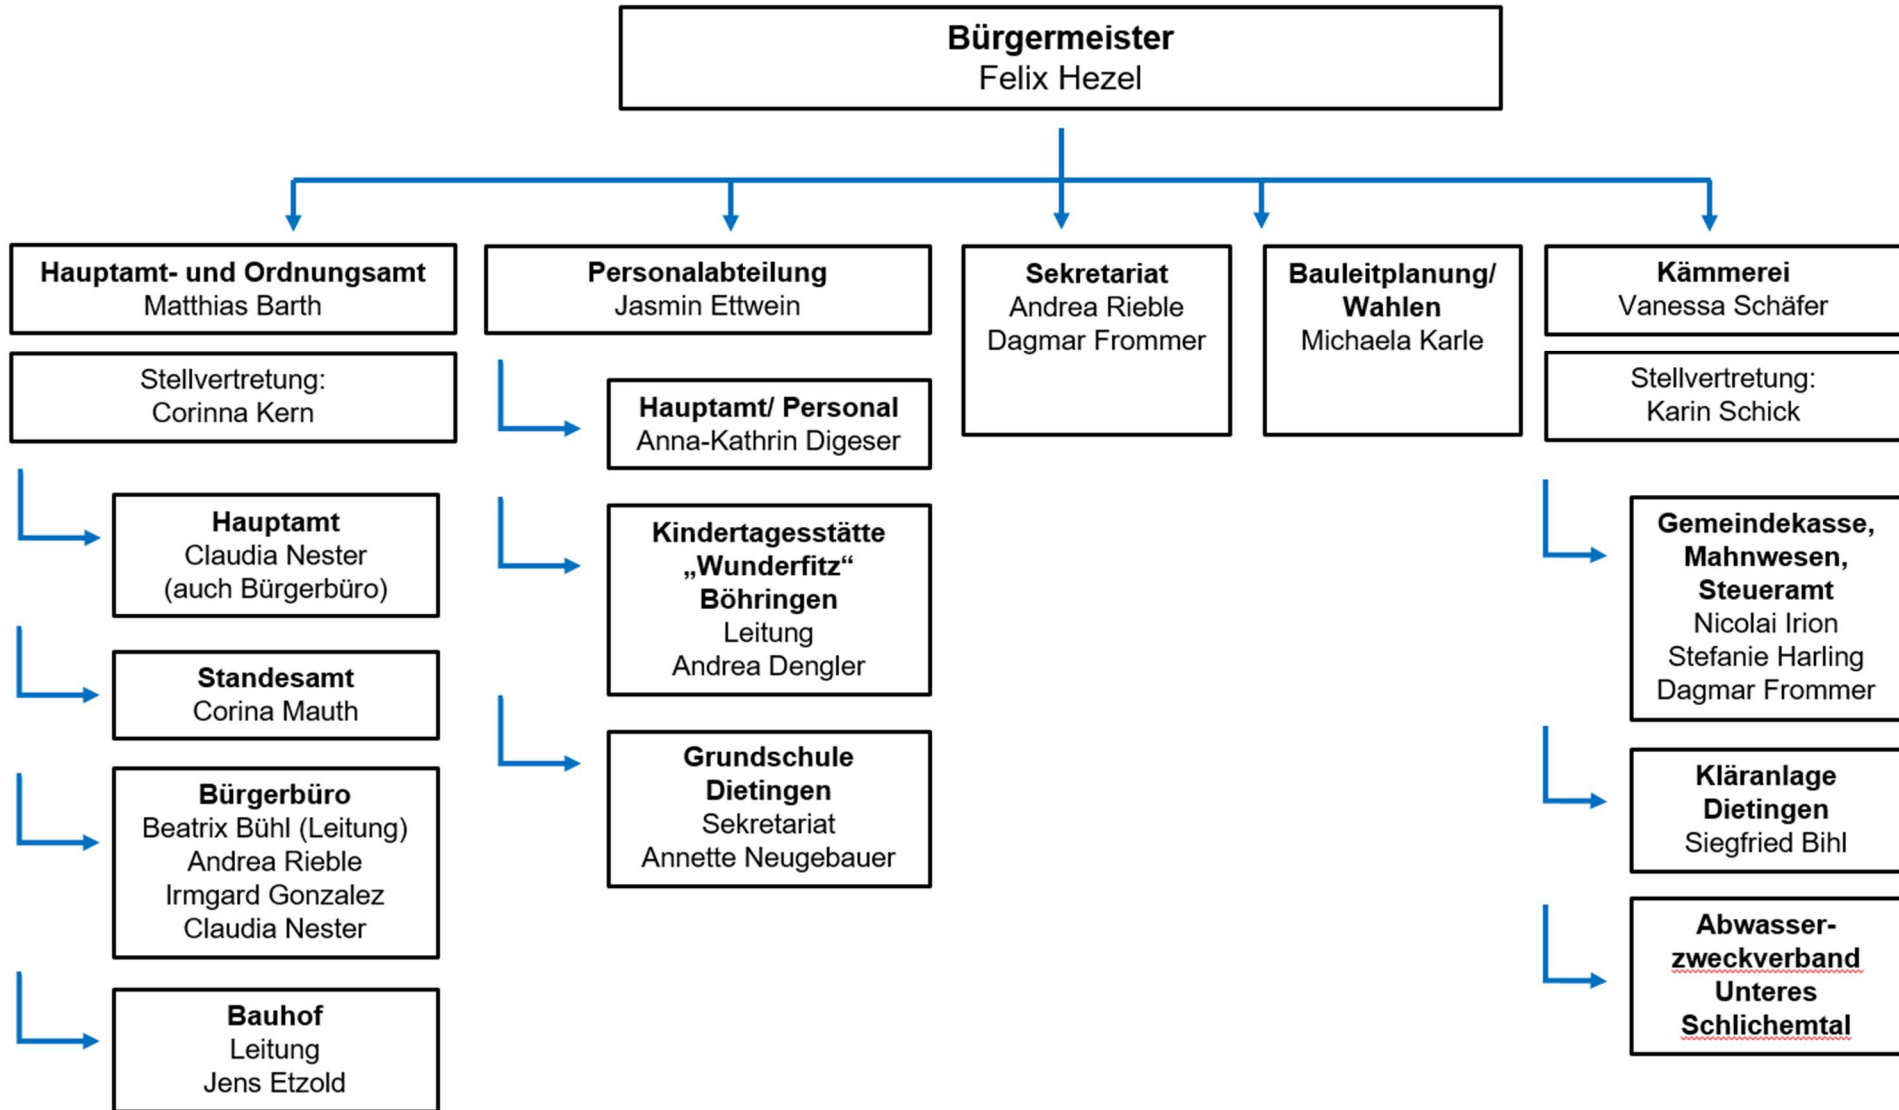 Bürgermeister
Felix Hezel
Hauptamt- und Ordnungsamt
Matthias Barth
Stellvertretung:
Corinna Kern
Hauptamt
Claudia Nester
(auch Bürgerbüro)
Standesamt
Corina Mauth
Bürgerbüro
Beatrix Bühl (Leitung)
Andrea Rieble
Irmgard Gonzalez
Claudia Nester
Bauhof
Leitung
Jens Etzold
Personalabteilung
Jasmin Ettwein
Hauptamt/ Personal
Anna-Kathrin Digeser
Kindertagesstätte
„Wunderfitz“
Böhringen
Leitung
Andrea Dengler
Grundschule
Dietingen
Sekretariat
Annette Neugebauer
Sekretariat
Andrea Rieble
Dagmar Frommer
Bauleitplanung/
Wahlen
Michaela Karle
Kämmerei
Vanessa Schäfer
Stellvertretung:
Karin Schick
Gemeindekasse,
Mahnwesen,
Steueramt
Nicolai Irion
Stefanie Harling
Dagmar Frommer
Kläranlage
Dietingen
Siegfried Bihl
Abwasser-
zweckverband
Unteres
Schlichemtal